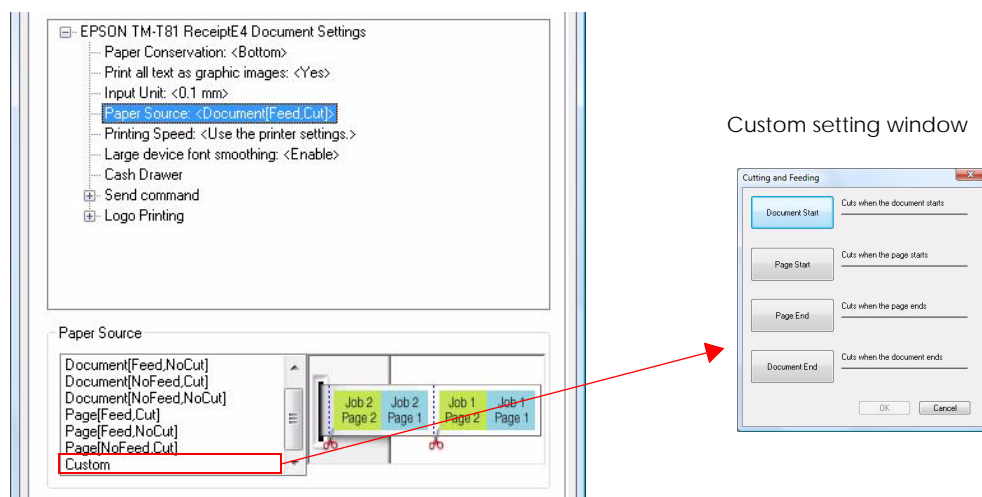 EPSON TM-T81 ReceiptE4 Document Settings
Paper Conservation: <Bottom>
Print all text as graphic images: <Yes>
Input Unit: <0.1 mm>
Paper Source: <Document[Feed,Cut]>
Printing Speed: <Use the printer settings.>
Large device font smoothing: <Enable>
Cash Drawer
Send command
Logo Printing
Paper Source
Document[Feed,NoCut]
Document[NoFeed,Cut]
Document[NoFeed,NoCut]
Page[Feed,Cut]
Page[Feed,NoCut]
Page[NoFeed,Cut]
Custom
Job 2 Job 2 Job 1 Job 1
Page 2 Page 1 Page 2 Page 1
Custom setting window
Cutting and Feeding
Document Start
Cuts when the document starts
Page Start
Cuts when the page starts
Page End
Cuts when the page ends
Document End
Cuts when the document ends
OK Cancel